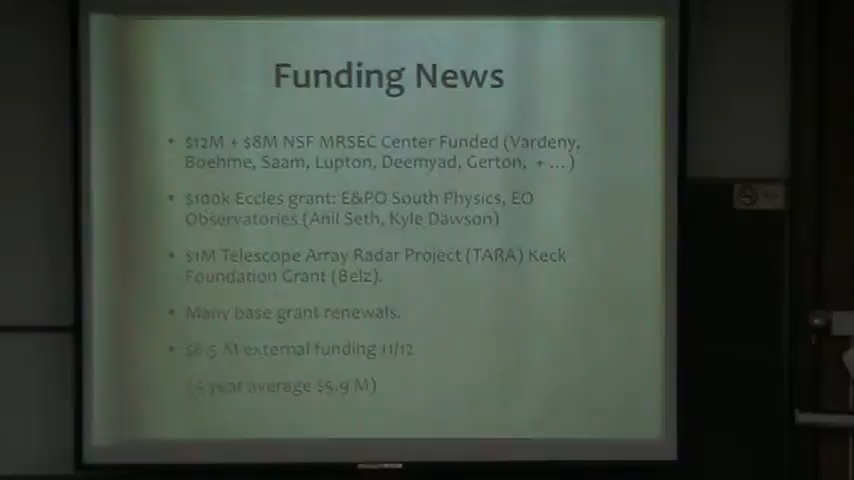 Funding News
• $12M + $8M NSF MRSEC Center Funded (Vardeny,
Boehme, Saam, Lupton, Deemyad, Gerton, + ...)
• $100k Eccles grant: E&PO South Physics, EO
Observatories (Anil Seth, Kyle Dawson)
• $1M Telescope Array Radar Project (TARA) Keck
Foundation Grant (Belz).
• Many base grant renewals.
• $6.5 M external funding 11/12
year average $5.9 M)